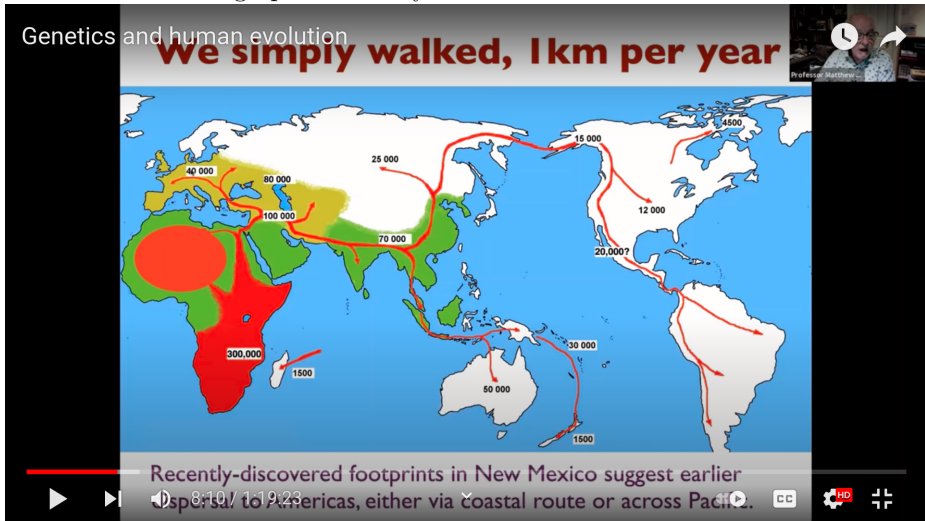 Genetics and human evolution
We simply walked, 1km per year
Professor Matthew ...
4500
15 000
25 000
40 000
80 000
12 000
100 000
70 000
20,000?
30 000
300,000
1500
50 000
1500
Recently-discovered footprints in New Mexico suggest earlier
dispersal to Americas, either via coastal route or across Pacific.
8:10 / 1:19:23
CC
HD